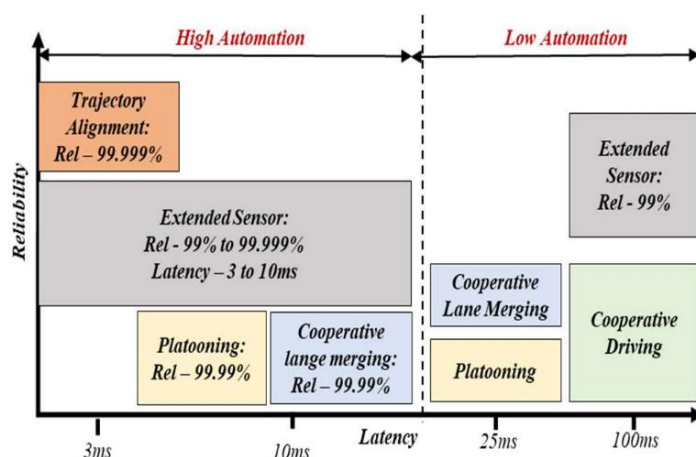 High Automation
Low Automation
Reliability
Trajectory
Alignment:
Rel – 99.999%
Extended Sensor:
Rel - 99% to 99.999%
Latency – 3 to 10ms
Platooning:
Rel – 99.99%
Cooperative
lange merging:
Rel – 99.99%
Extended
Sensor:
Rel - 99%
Cooperative
Lane Merging
Platooning
Cooperative
Driving
3ms
10ms
Latency
25ms
100ms